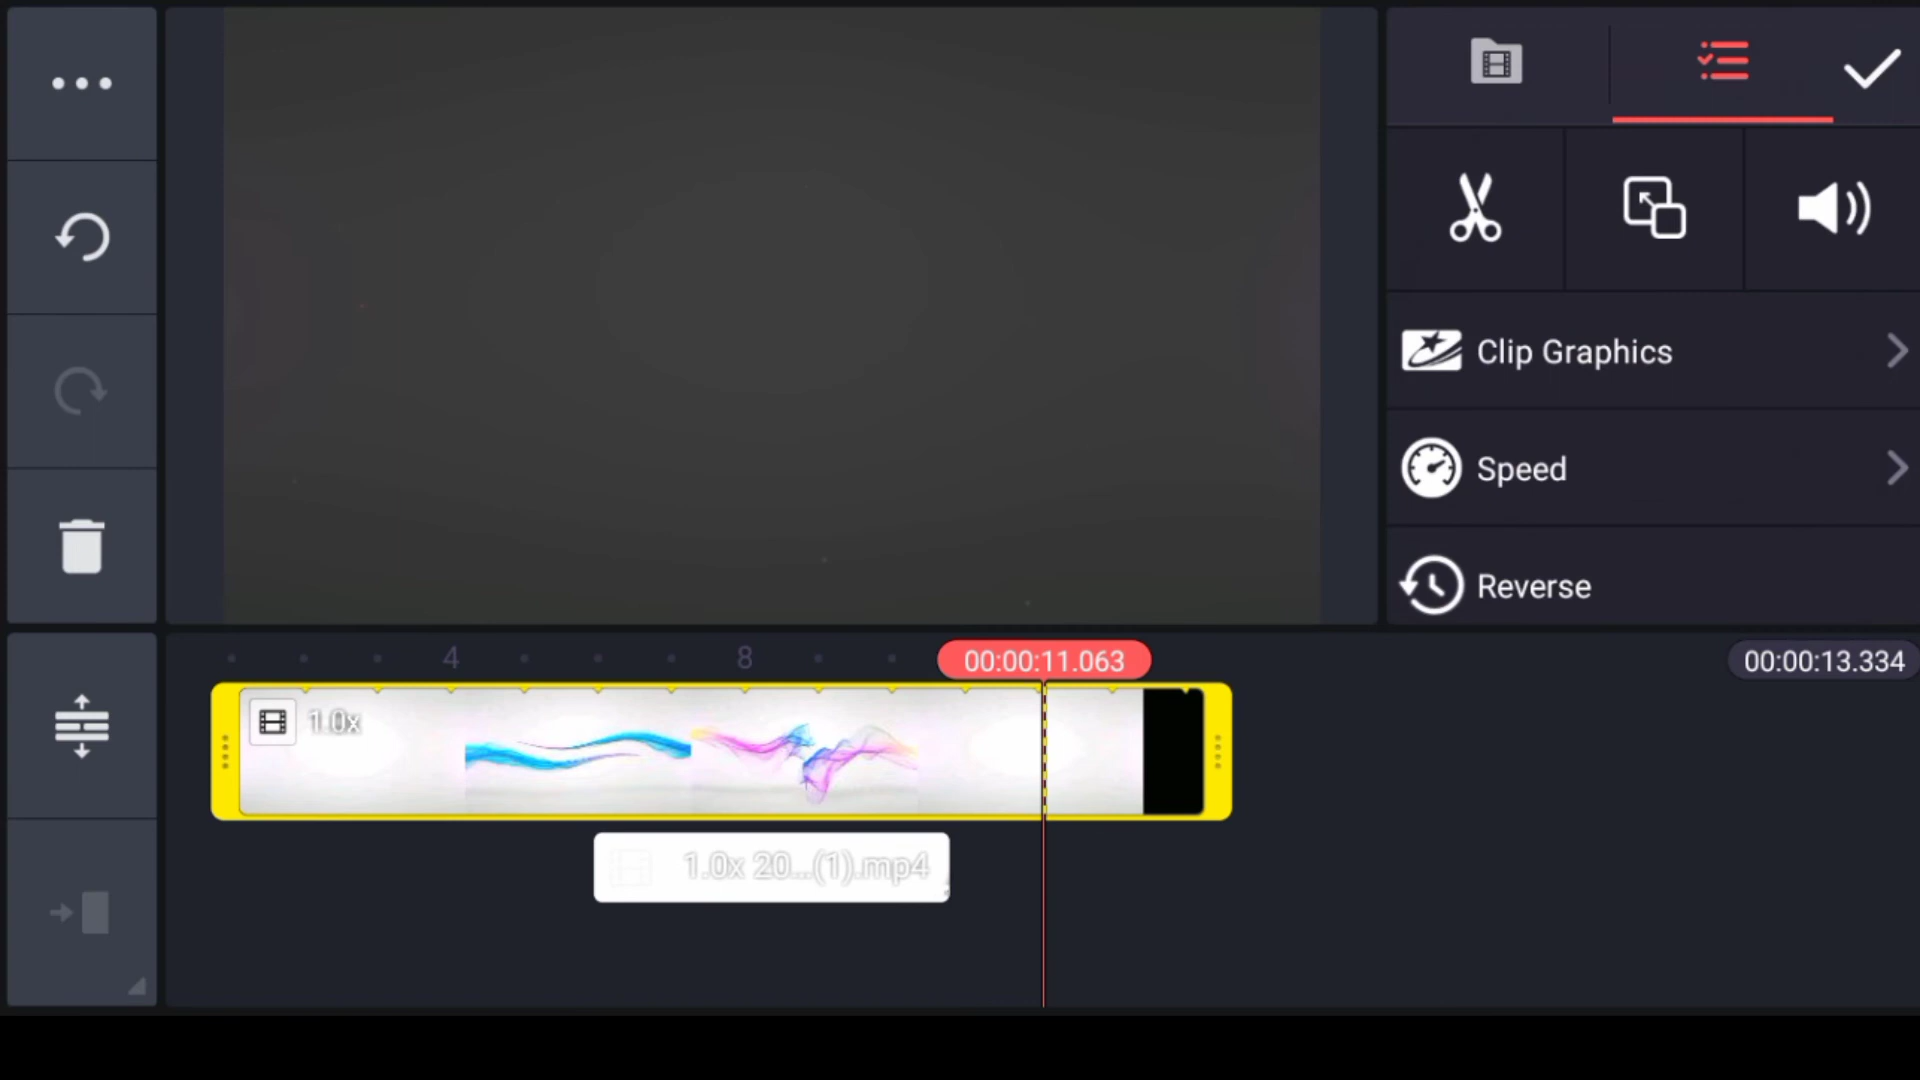 Clip Graphics
Speed
Reverse
4
8
00:00:11.063
00:00:13.334
1.0x
1.0x 20...(1).mp4